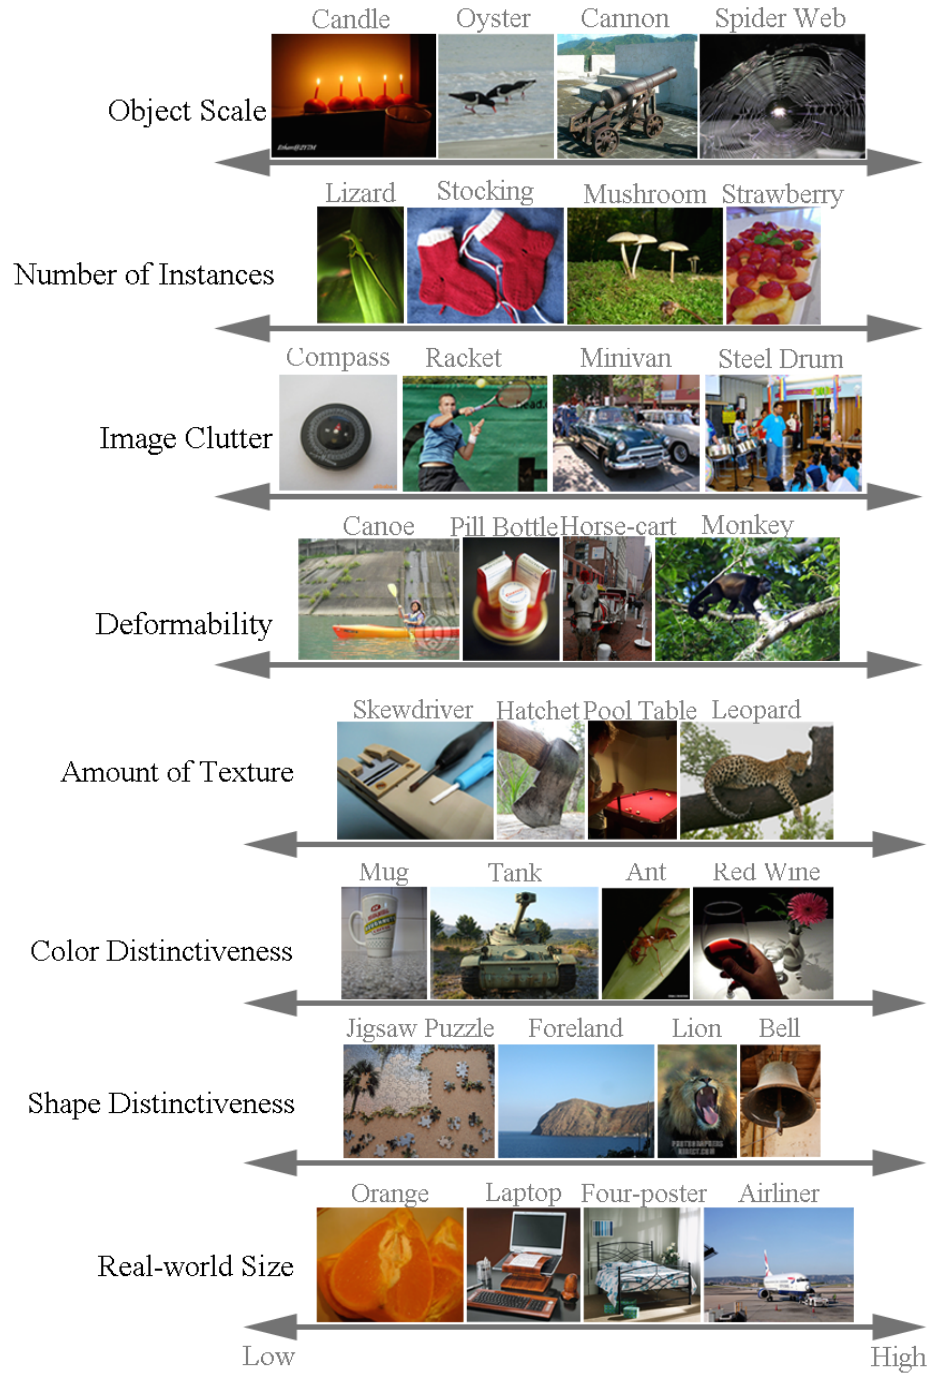 Candle Oyster Cannon Spider Web
Object Scale
Lizard Stocking Mushroom Strawberry
Number of Instances
Compass Racket Minivan Steel Drum
Image Clutter
Canoe Pill Bottle Horse-cart Monkey
Deformability
Skewdriver Hatchet Pool Table Leopard
Amount of Texture
Mug Tank Ant Red Wine
Color Distinctiveness
Jigsaw Puzzle Foreland Lion Bell
Shape Distinctiveness
Orange Laptop Four-poster Airliner
Real-world Size
Low High